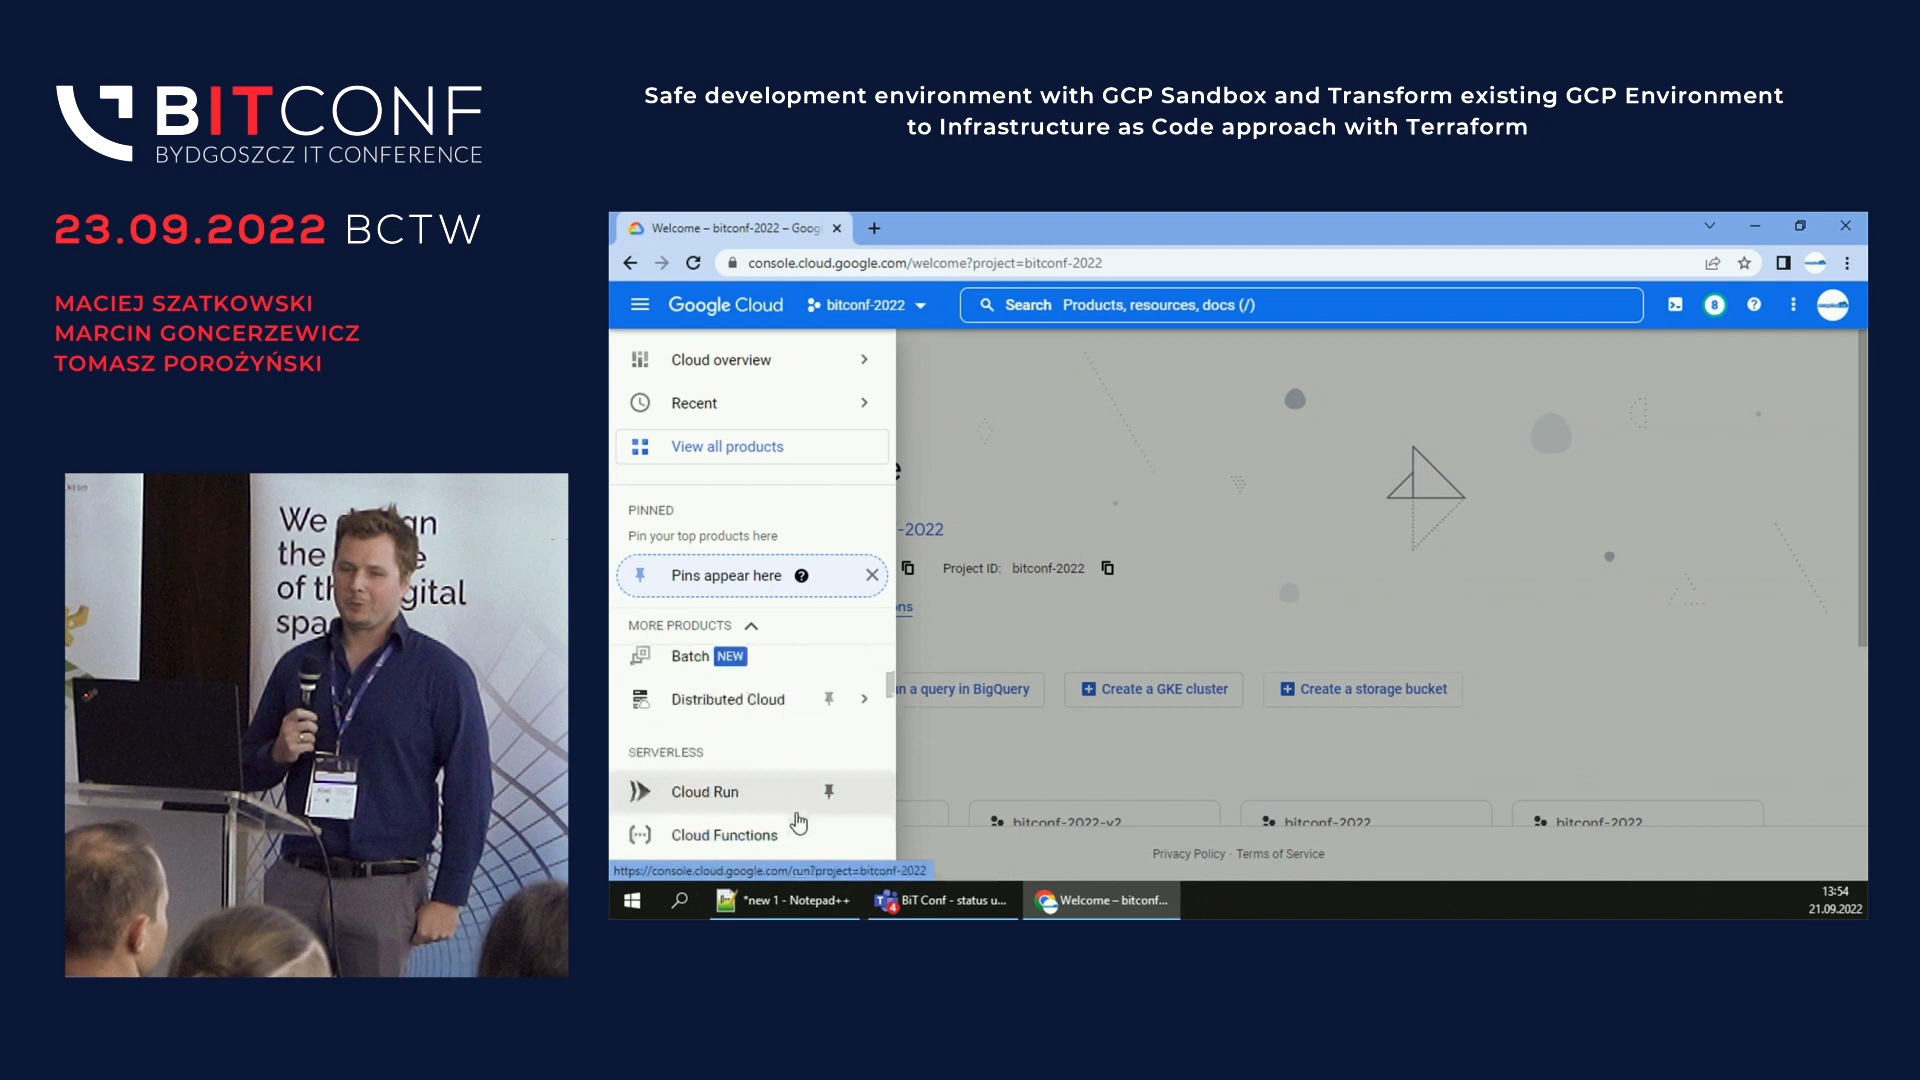 BITCONF
BYDGOSZCZ IT CONFERENCE
23.09.2022 BCTW
MACIEJ SZATKOWSKI
MARCIN GONCERZEWICZ
TOMASZ POROŻYŃSKI
Safe development environment with GCP Sandbox and Transform existing GCP Environment
to Infrastructure as Code approach with Terraform
We
the
of th gital
spa
Welcome – bitconf-2022 – Goog
console.cloud.google.com/welcome?project=bitconf-2022
Google Cloud
bitconf-2022
Search Products, resources, docs (/)
8
Cloud overview
Recent
View all products
PINNED
Pin your top products here
Pins appear here
MORE PRODUCTS
Batch NEW
Distributed Cloud
SERVERLESS
Cloud Run
Cloud Functions
-2022
Project ID: bitconf-2022
ns
n a query in BigQuery
Create a GKE cluster
Create a storage bucket
bitconf-2022-v2
bitconf-2022
bitconf-2022
Privacy Policy · Terms of Service
https://console.cloud.google.com/run?project=bitconf-2022
*new 1 - Notepad++
4
BiT Conf - status u...
Welcome – bitconf...
13:54
21.09.2022